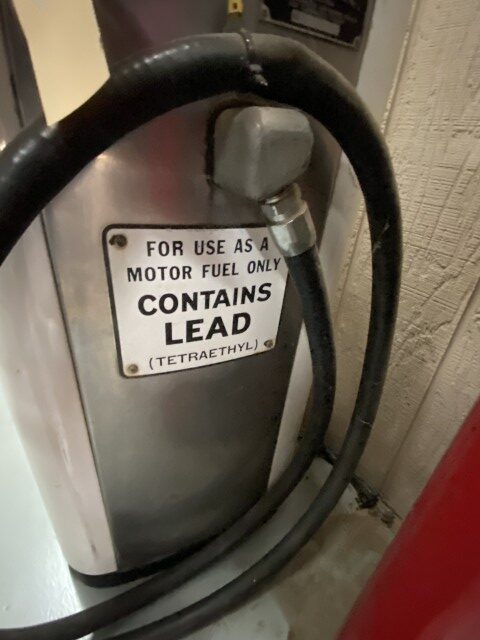 FOR USE AS A
MOTOR FUEL ONLY
CONTAINS
LEAD
(TETRAETHYL)